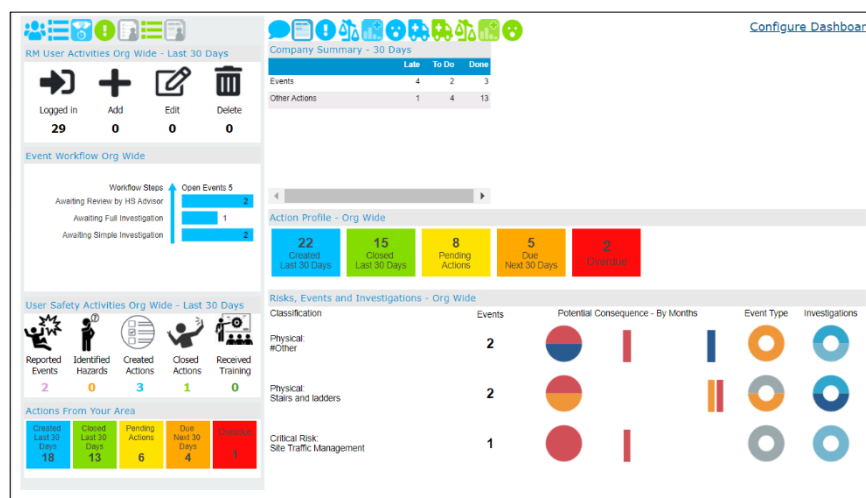 Configure Dashboar
RM User Activities Org Wide - Last 30 Days
Logged in Add Edit Delete
29 0 0 0
Event Workflow Org Wide
Workflow Steps Open Events 5
Awaiting Review by HS Advisor 2
Awaiting Full Investigation 1
Awaiting Simple Investigation 2
User Safety Activities Org Wide - Last 30 Days
Reported Identified Created Closed Received
Events Hazards Actions Actions Training
2 0 3 1 0
Actions From Your Area
Created Last 30 Days 18
Closed Last 30 Days 13
Pending Actions 6
Due Next 30 Days 4
Overdue 1
Company Summary - 30 Days
Late To Do Done
Events 4 2 3
Other Actions 1 4 13
Action Profile - Org Wide
22 Created Last 30 Days
15 Closed Last 30 Days
8 Pending Actions
5 Due Next 30 Days
2 Overdue
Risks, Events and Investigations - Org Wide
Classification Events Potential Consequence - By Months Event Type Investigations
Physical:
#Other 2
Physical:
Stairs and ladders 2
Critical Risk:
Site Traffic Management 1